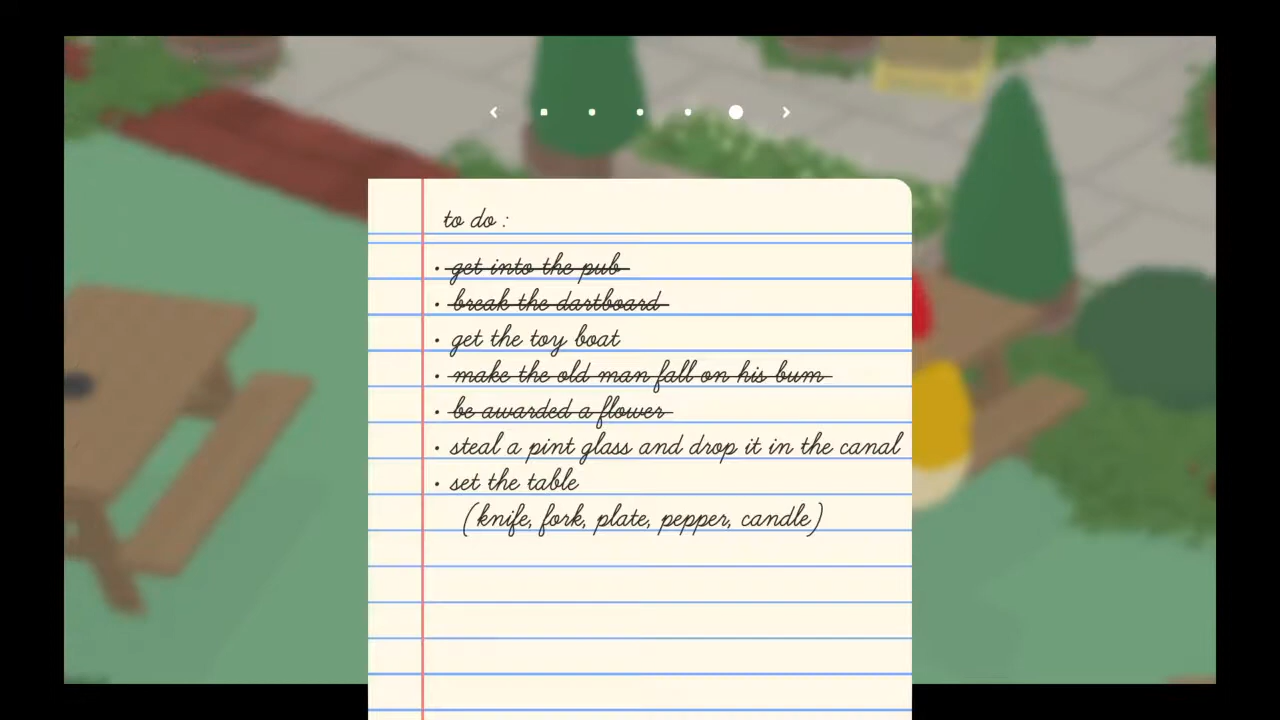 to do :
• get into the pub
• break the dartboard
• get the toy boat
• make the old man fall on his bum
• be awarded a flower
• steal a pint glass and drop it in the canal
• set the table
(knife, fork, plate, pepper, candle)